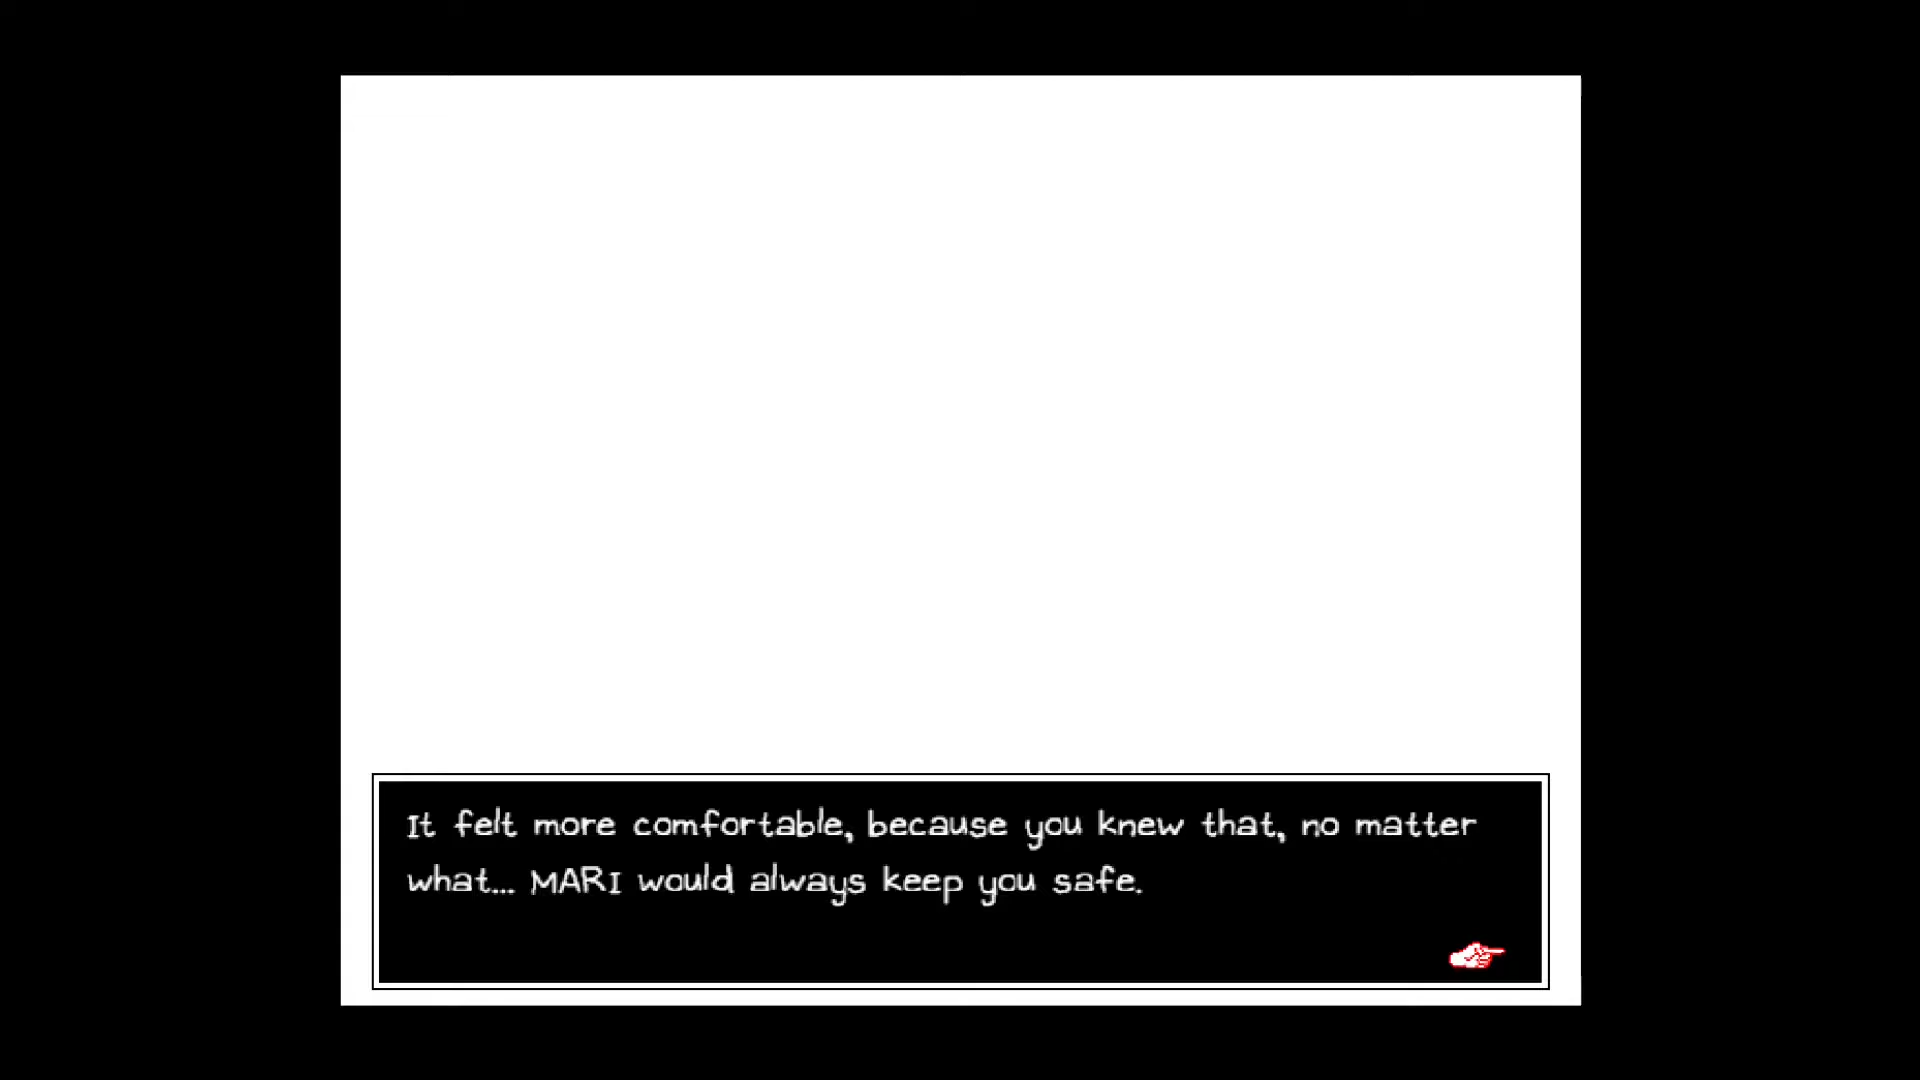 It felt more comfortable, because you knew that, no matter
what... MARI would always keep you safe.